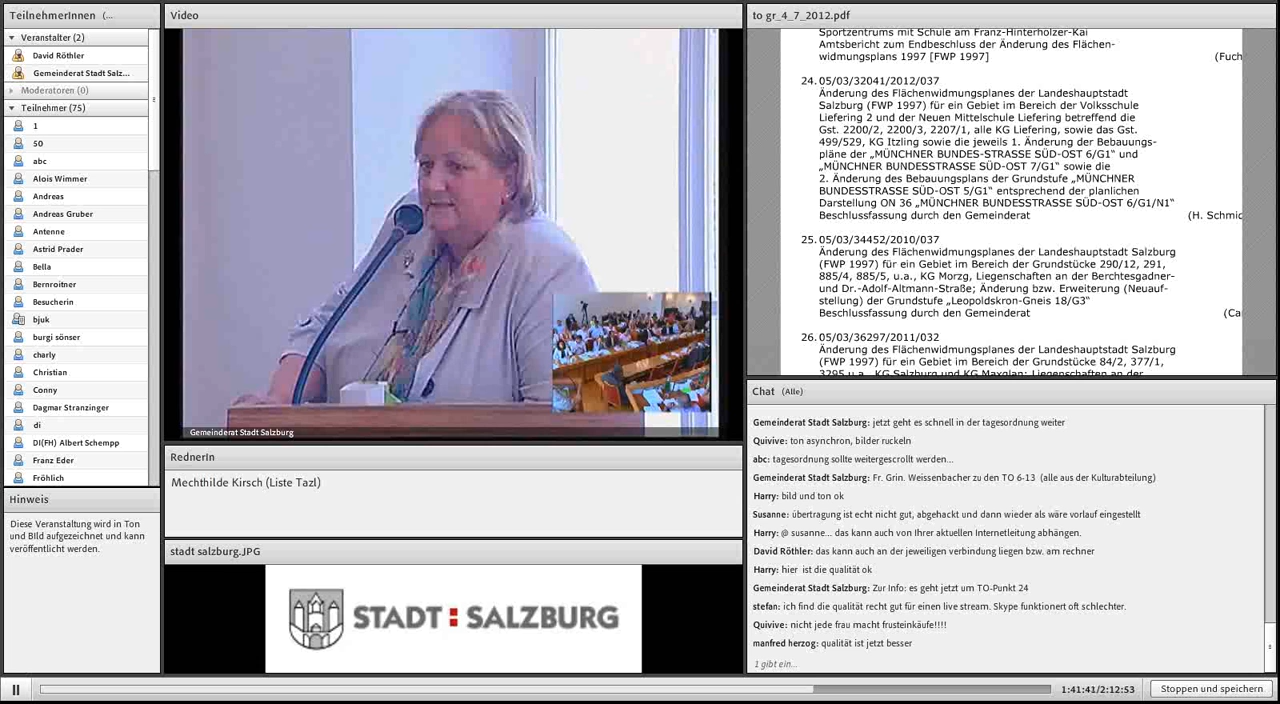 TeilnehmerInnen (...
Veranstalter (2)
David Röthler
Gemeinderat Stadt Salz...
Moderatoren (0)
Teilnehmer (75)
1
50
abc
Alois Wimmer
Andreas
Andreas Gruber
Antenne
Astrid Prader
Bella
Bernroitner
Besucherin
bjuk
burgi sönser
charly
Christian
Conny
Dagmar Stranzinger
di
DI(FH) Albert Schempp
Franz Eder
Fröhlich
Hinweis
Diese Veranstaltung wird in Ton
und BIld aufgezeichnet und kann
veröffentlicht werden.
Video
Gemeinderat Stadt Salzburg
RednerIn
Mechthilde Kirsch (Liste Tazl)
stadt salzburg.JPG
STADT : SALZBURG
to gr_4_7_2012.pdf
Sportzentrums mit Schule am Franz-Hinterholzer-Kai
Amtsbericht zum Endbeschluss der Änderung des Flächen-
widmungsplans 1997 [FWP 1997] (Fuch
24. 05/03/32041/2012/037
Änderung des Flächenwidmungsplanes der Landeshauptstadt
Salzburg (FWP 1997) für ein Gebiet im Bereich der Volksschule
Liefering 2 und der Neuen Mittelschule Liefering betreffend die
Gst. 2200/2, 2200/3, 2207/1, alle KG Liefering, sowie das Gst.
499/529, KG Itzling sowie die jeweils 1. Änderung der Bebauungs-
pläne der „MÜNCHNER BUNDES-STRASSE SÜD-OST 6/G1“ und
„MÜNCHNER BUNDESSTRASSE SÜD-OST 7/G1“ sowie die
2. Änderung des Bebauungsplans der Grundstufe „MÜNCHNER
BUNDESSTRASSE SÜD-OST 5/G1“ entsprechend der planlichen
Darstellung ON 36 „MÜNCHNER BUNDESSTRASSE SÜD-OST 6/G1/N1“
Beschlussfassung durch den Gemeinderat (H. Schmid
25. 05/03/34452/2010/037
Änderung des Flächenwidmungsplanes der Landeshauptstadt Salzburg
(FWP 1997) für ein Gebiet im Bereich der Grundstücke 290/12, 291,
885/4, 885/5, u.a., KG Morzg, Liegenschaften an der Berchtesgadner-
und Dr.-Adolf-Altmann-Straße; Änderung bzw. Erweiterung (Neuauf-
stellung) der Grundstufe „Leopoldskron-Gneis 18/G3“
Beschlussfassung durch den Gemeinderat (Ca
26. 05/03/36297/2011/032
Änderung des Flächenwidmungsplanes der Landeshauptstadt Salzburg
(FWP 1997) für ein Gebiet im Bereich der Grundstücke 84/2, 377/1,
3295 u.a., KG Salzburg und KG Maxglan; Liegenschaften an der
Chat (Alle)
Gemeinderat Stadt Salzburg: jetzt geht es schnell in der tagesordnung weiter
Quivive: ton asynchron, bilder ruckeln
abc: tagesordnung sollte weitergescrollt werden...
Gemeinderat Stadt Salzburg: Fr. Grin. Weissenbacher zu den TO 6-13 (alle aus der Kulturabteilung)
Harry: bild und ton ok
Susanne: übertragung ist echt nicht gut, abgehackt und dann wieder als wäre vorlauf eingestellt
Harry: @ susanne... das kann auch von Ihrer aktuellen Internetleitung abhängen.
David Röthler: das kann auch an der jeweiligen verbindung liegen bzw. am rechner
Harry: hier ist die qualität ok
Gemeinderat Stadt Salzburg: Zur Info: es geht jetzt um TO-Punkt 24
stefan: ich find die qualität recht gut für einen live stream. Skype funktionert oft schlechter.
Quivive: nicht jede frau macht frusteinkäufe!!!!
manfred herzog: qualität ist jetzt besser
1 gibt ein...
1:41:41/2:12:53
Stoppen und speichern